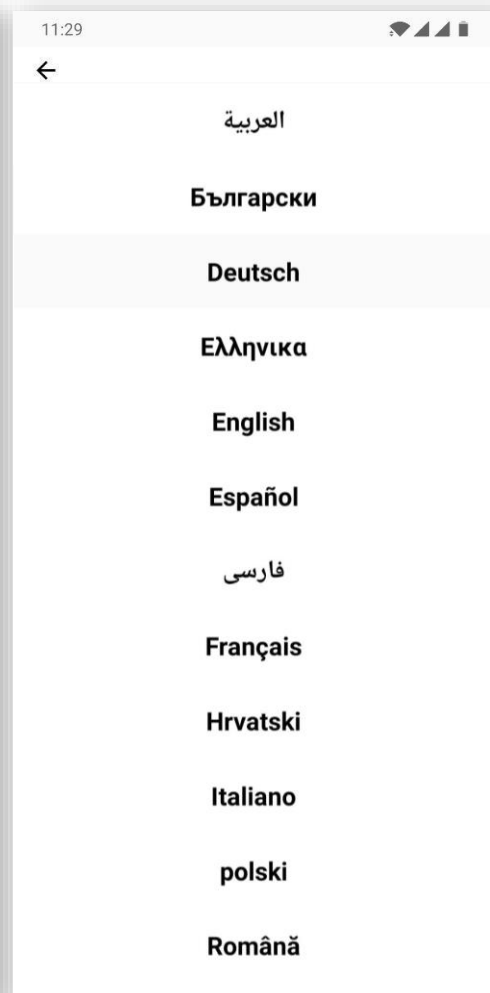 11:29
العربية
Български
Deutsch
Ελληνικα
English
Español
فارسی
Français
Hrvatski
Italiano
polski
Română